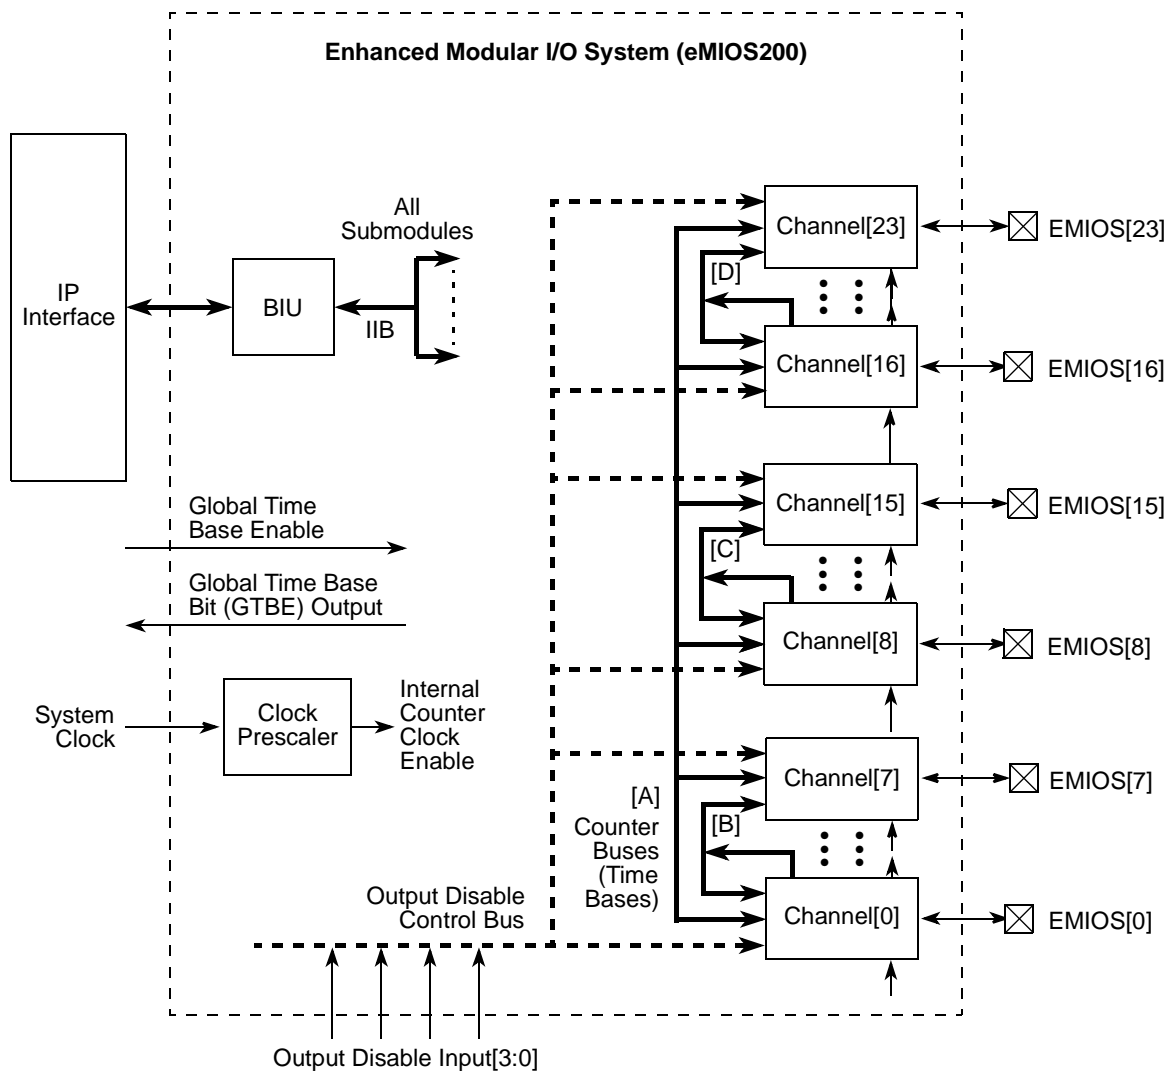 Enhanced Modular I/O System (eMIOS200)
IP
Interface
BIU
IIB
All
Submodules
Channel[23]
EMIOS[23]
[D]
Channel[16]
EMIOS[16]
Channel[15]
EMIOS[15]
[C]
Channel[8]
EMIOS[8]
Channel[7]
EMIOS[7]
[B]
Channel[0]
EMIOS[0]
Global Time
Base Enable
Global Time Base
Bit (GTBE) Output
System
Clock
Clock
Prescaler
Internal
Counter
Clock
Enable
[A]
Counter
Buses
(Time
Bases)
Output Disable
Control Bus
Output Disable Input[3:0]